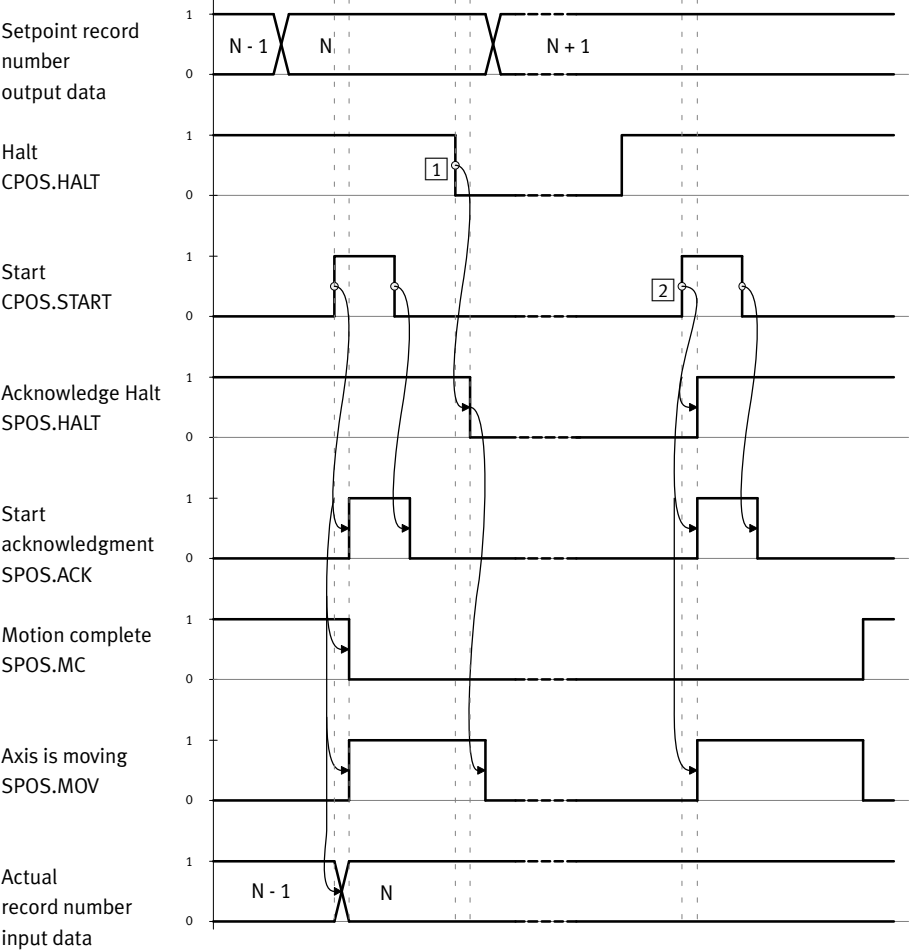 Setpoint record
number
output data
1
0
N - 1
N
N + 1
Halt
CPOS.HALT
1
0
1
Start
CPOS.START
1
0
2
Acknowledge Halt
SPOS.HALT
1
0
Start
acknowledgment
SPOS.ACK
1
0
Motion complete
SPOS.MC
1
0
Axis is moving
SPOS.MOV
1
0
Actual
record number
input data
1
0
N - 1
N